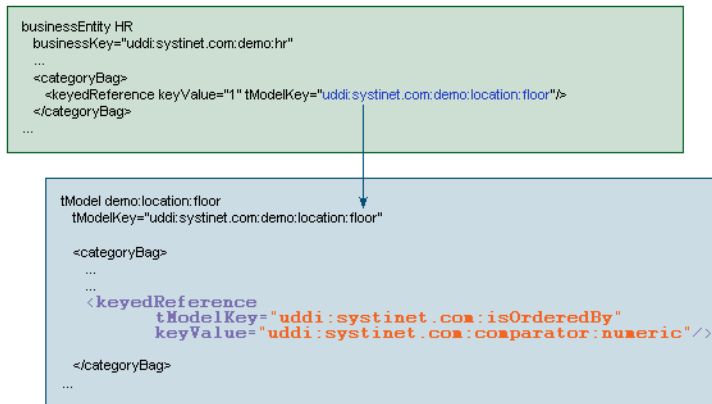 businessEntity HR
businessKey="uddi:systinet.com:demo:hr"
...
<categoryBag>
<keyedReference keyValue="1" tModelKey="uddi:systinet.com:demo:location:floor"/>
</categoryBag>
...
tModel demo:location:floor
tModelKey="uddi:systinet.com:demo:location:floor"
<categoryBag>
...
...
<keyedReference
tModelKey="uddi:systinet.com:isOrderedBy"
keyValue="uddi:systinet.com:comparator:numeric"/>
</categoryBag>
...